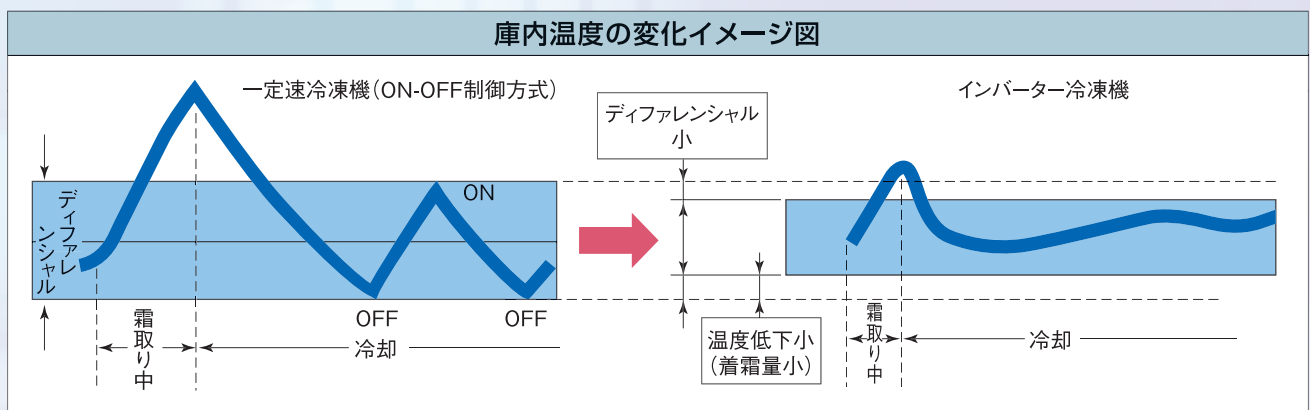 庫内温度の変化イメージ図
一定速冷凍機（ON-OFF制御方式）
ディファレンシャル
小
インバーター冷凍機
ディファレ
ンシャル
ON
OFF
OFF
霜取り中
冷却
温度低下小
（着霜量小）
霜取り中
冷却